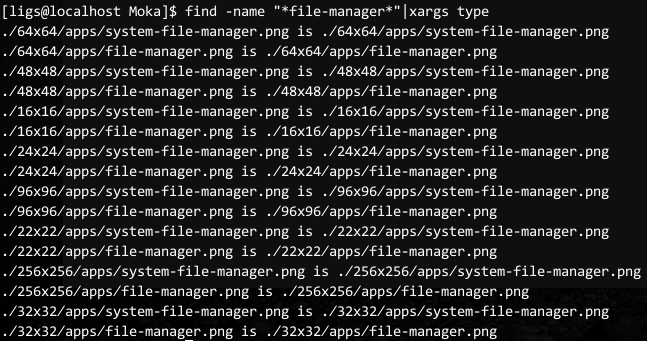 [ligs@localhost Moka]$ find -name "*file-manager*"|xargs type
./64x64/apps/system-file-manager.png is ./64x64/apps/system-file-manager.png
./64x64/apps/file-manager.png is ./64x64/apps/file-manager.png
./48x48/apps/system-file-manager.png is ./48x48/apps/system-file-manager.png
./48x48/apps/file-manager.png is ./48x48/apps/file-manager.png
./16x16/apps/system-file-manager.png is ./16x16/apps/system-file-manager.png
./16x16/apps/file-manager.png is ./16x16/apps/file-manager.png
./24x24/apps/system-file-manager.png is ./24x24/apps/system-file-manager.png
./24x24/apps/file-manager.png is ./24x24/apps/file-manager.png
./96x96/apps/system-file-manager.png is ./96x96/apps/system-file-manager.png
./96x96/apps/file-manager.png is ./96x96/apps/file-manager.png
./22x22/apps/system-file-manager.png is ./22x22/apps/system-file-manager.png
./22x22/apps/file-manager.png is ./22x22/apps/file-manager.png
./256x256/apps/system-file-manager.png is ./256x256/apps/system-file-manager.png
./256x256/apps/file-manager.png is ./256x256/apps/file-manager.png
./32x32/apps/system-file-manager.png is ./32x32/apps/system-file-manager.png
./32x32/apps/file-manager.png is ./32x32/apps/file-manager.png